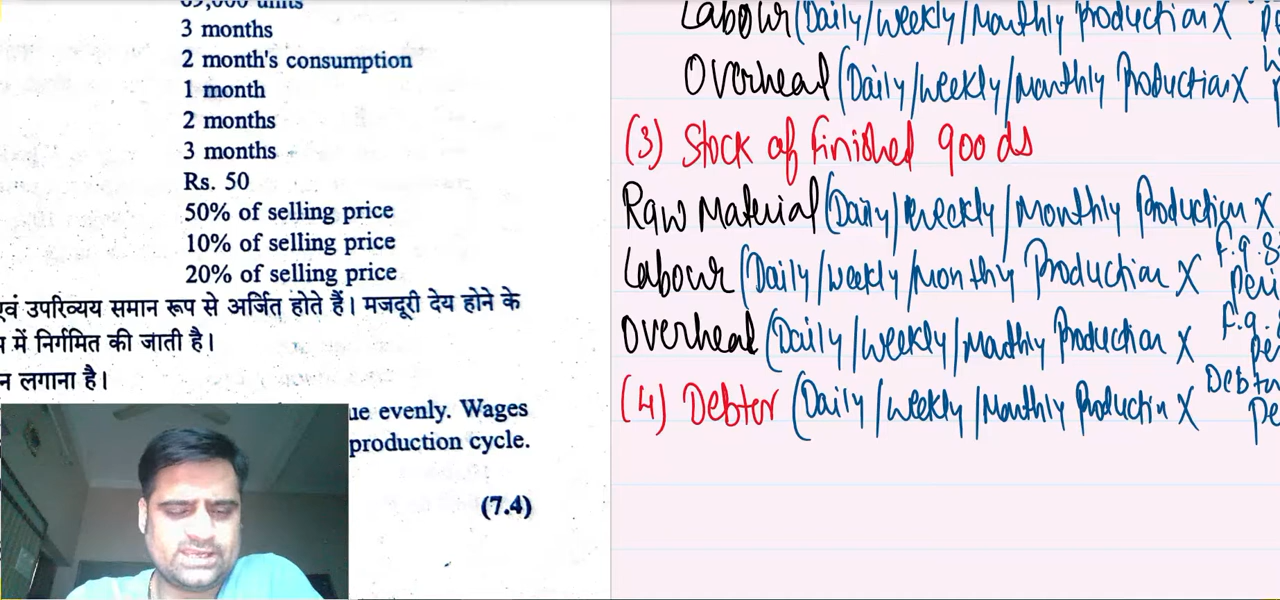 69,000 units
3 months
2 month's consumption
1 month
2 months
3 months
Rs. 50
50% of selling price
10% of selling price
20% of selling price
एवं उपरिव्यय समान रूप से अर्जित होते हैं। मजदूरी देय होने के
में निर्गमित की जाती है।
लगाना है।
ue evenly. Wages
production cycle.
(7.4)
Labour (Daily/weekly/Monthly production X
Overhead (Daily/weekly/Monthly Production X
(3) Stock of Finished goods
Raw Material (Daily/weekly/Monthly Production X
Labour (Daily/weekly/monthly Production X F.g.
Overhead (Daily/weekly/Monthly Production X F.g.
(4) Debtor (Daily/weekly/Monthly Production X Debtor